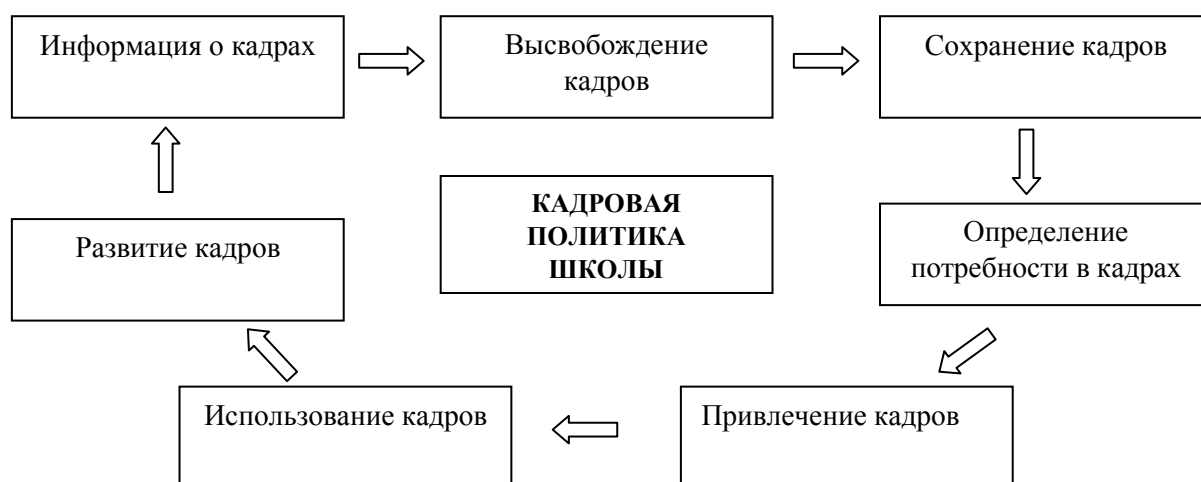 Информация о кадрах
Высвобождение
кадров
Сохранение кадров
КАДРОВАЯ
ПОЛИТИКА
ШКОЛЫ
Развитие кадров
Определение
потребности в кадрах
Использование кадров
Привлечение кадров